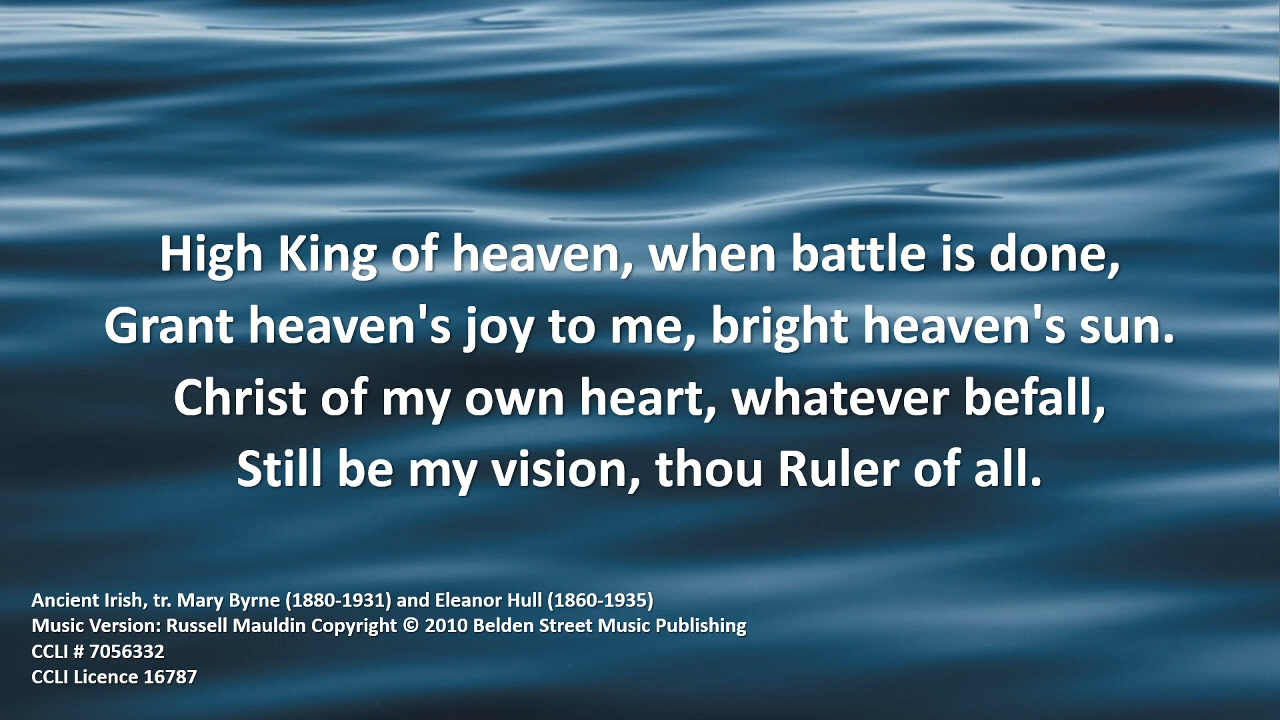 High King of heaven, when battle is done,
Grant heaven's joy to me, bright heaven's sun.
Christ of my own heart, whatever befall,
Still be my vision, thou Ruler of all.
Ancient Irish, tr. Mary Byrne (1880-1931) and Eleanor Hull (1860-1935)
Music Version: Russell Mauldin Copyright © 2010 Belden Street Music Publishing
CCLI # 7056332
CCLI Licence 16787